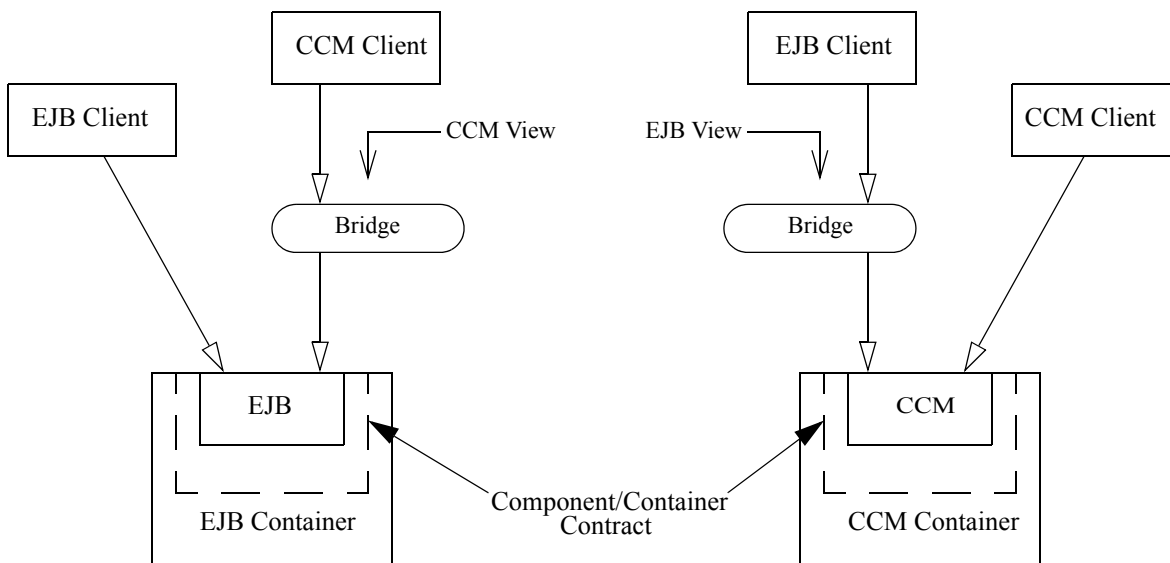 CCM Client
EJB Client
EJB Client
CCM Client
CCM View
EJB View
Bridge
Bridge
EJB
CCM
Component/Container
Contract
EJB Container
CCM Container